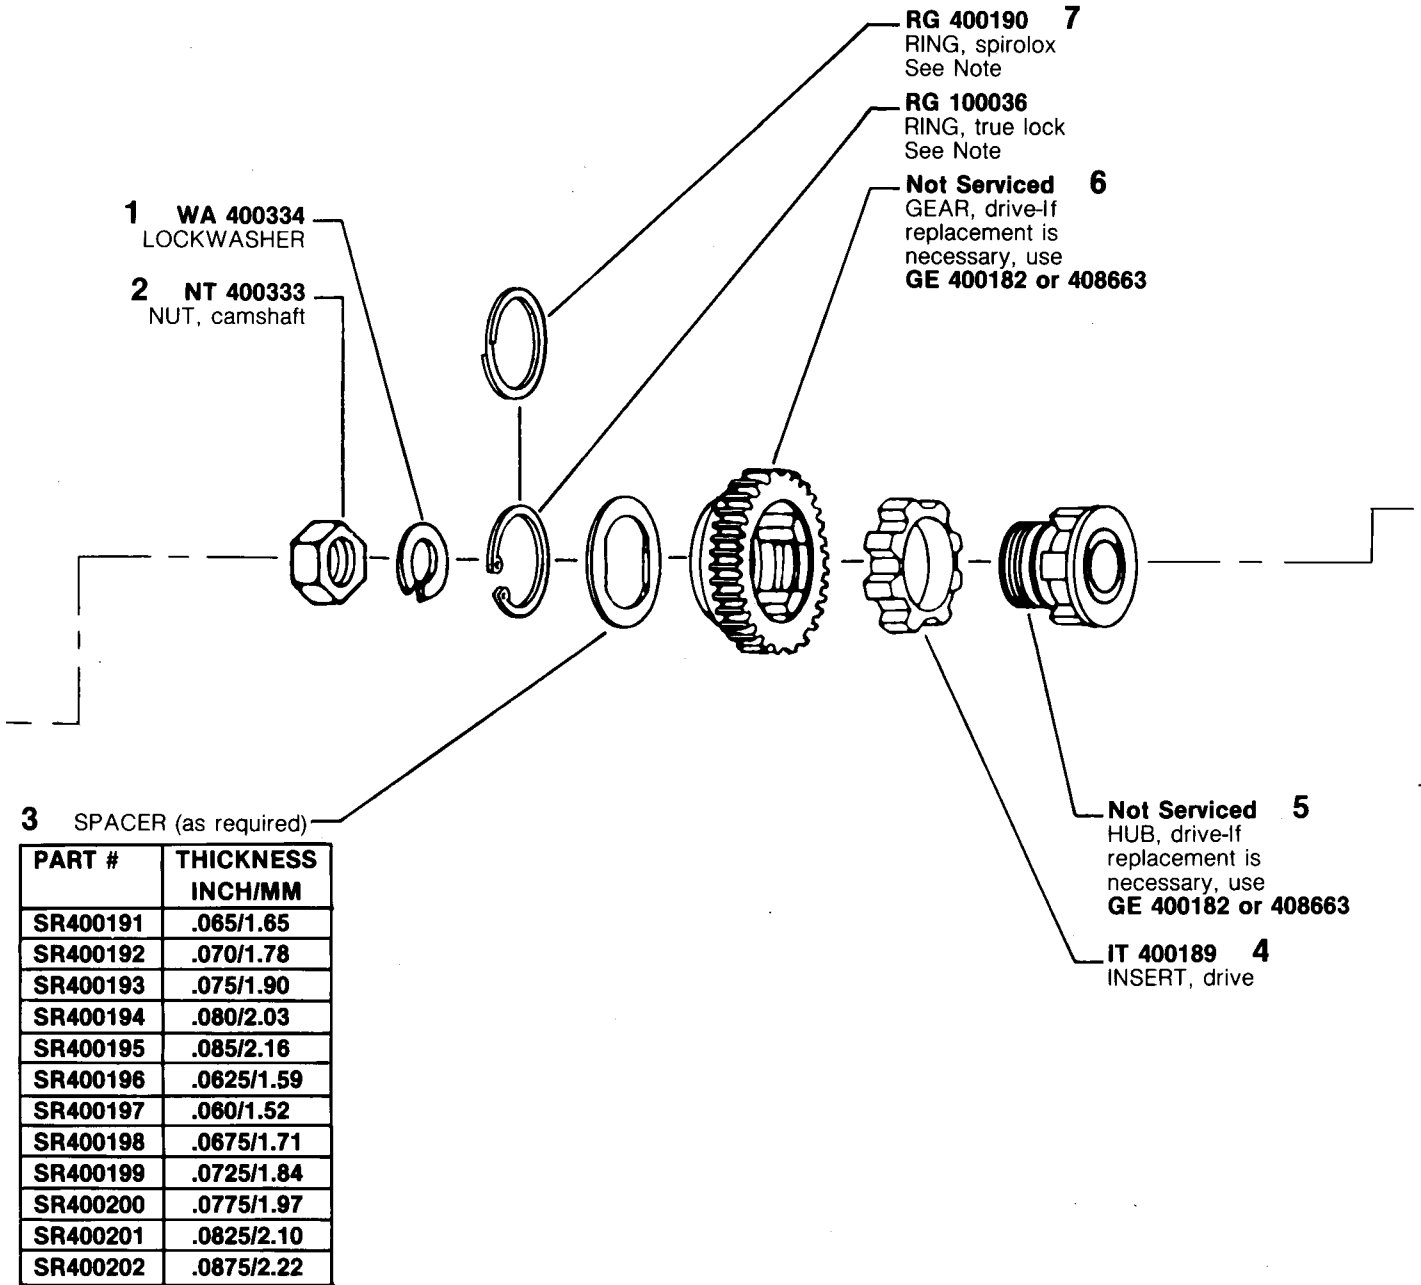 RG 400190 7
RING, spirolox
See Note
RG 100036
RING, true lock
See Note
Not Serviced 6
GEAR, drive-If
replacement is
necessary, use
GE 400182 or 408663
1 WA 400334
LOCKWASHER
2 NT 400333
NUT, camshaft
3 SPACER (as required)
PART # THICKNESS
INCH/MM
SR400191 .065/1.65
SR400192 .070/1.78
SR400193 .075/1.90
SR400194 .080/2.03
SR400195 .085/2.16
SR400196 .0625/1.59
SR400197 .060/1.52
SR400198 .0675/1.71
SR400199 .0725/1.84
SR400200 .0775/1.97
SR400201 .0825/2.10
SR400202 .0875/2.22
Not Serviced 5
HUB, drive-If
replacement is
necessary, use
GE 400182 or 408663
IT 400189 4
INSERT, drive